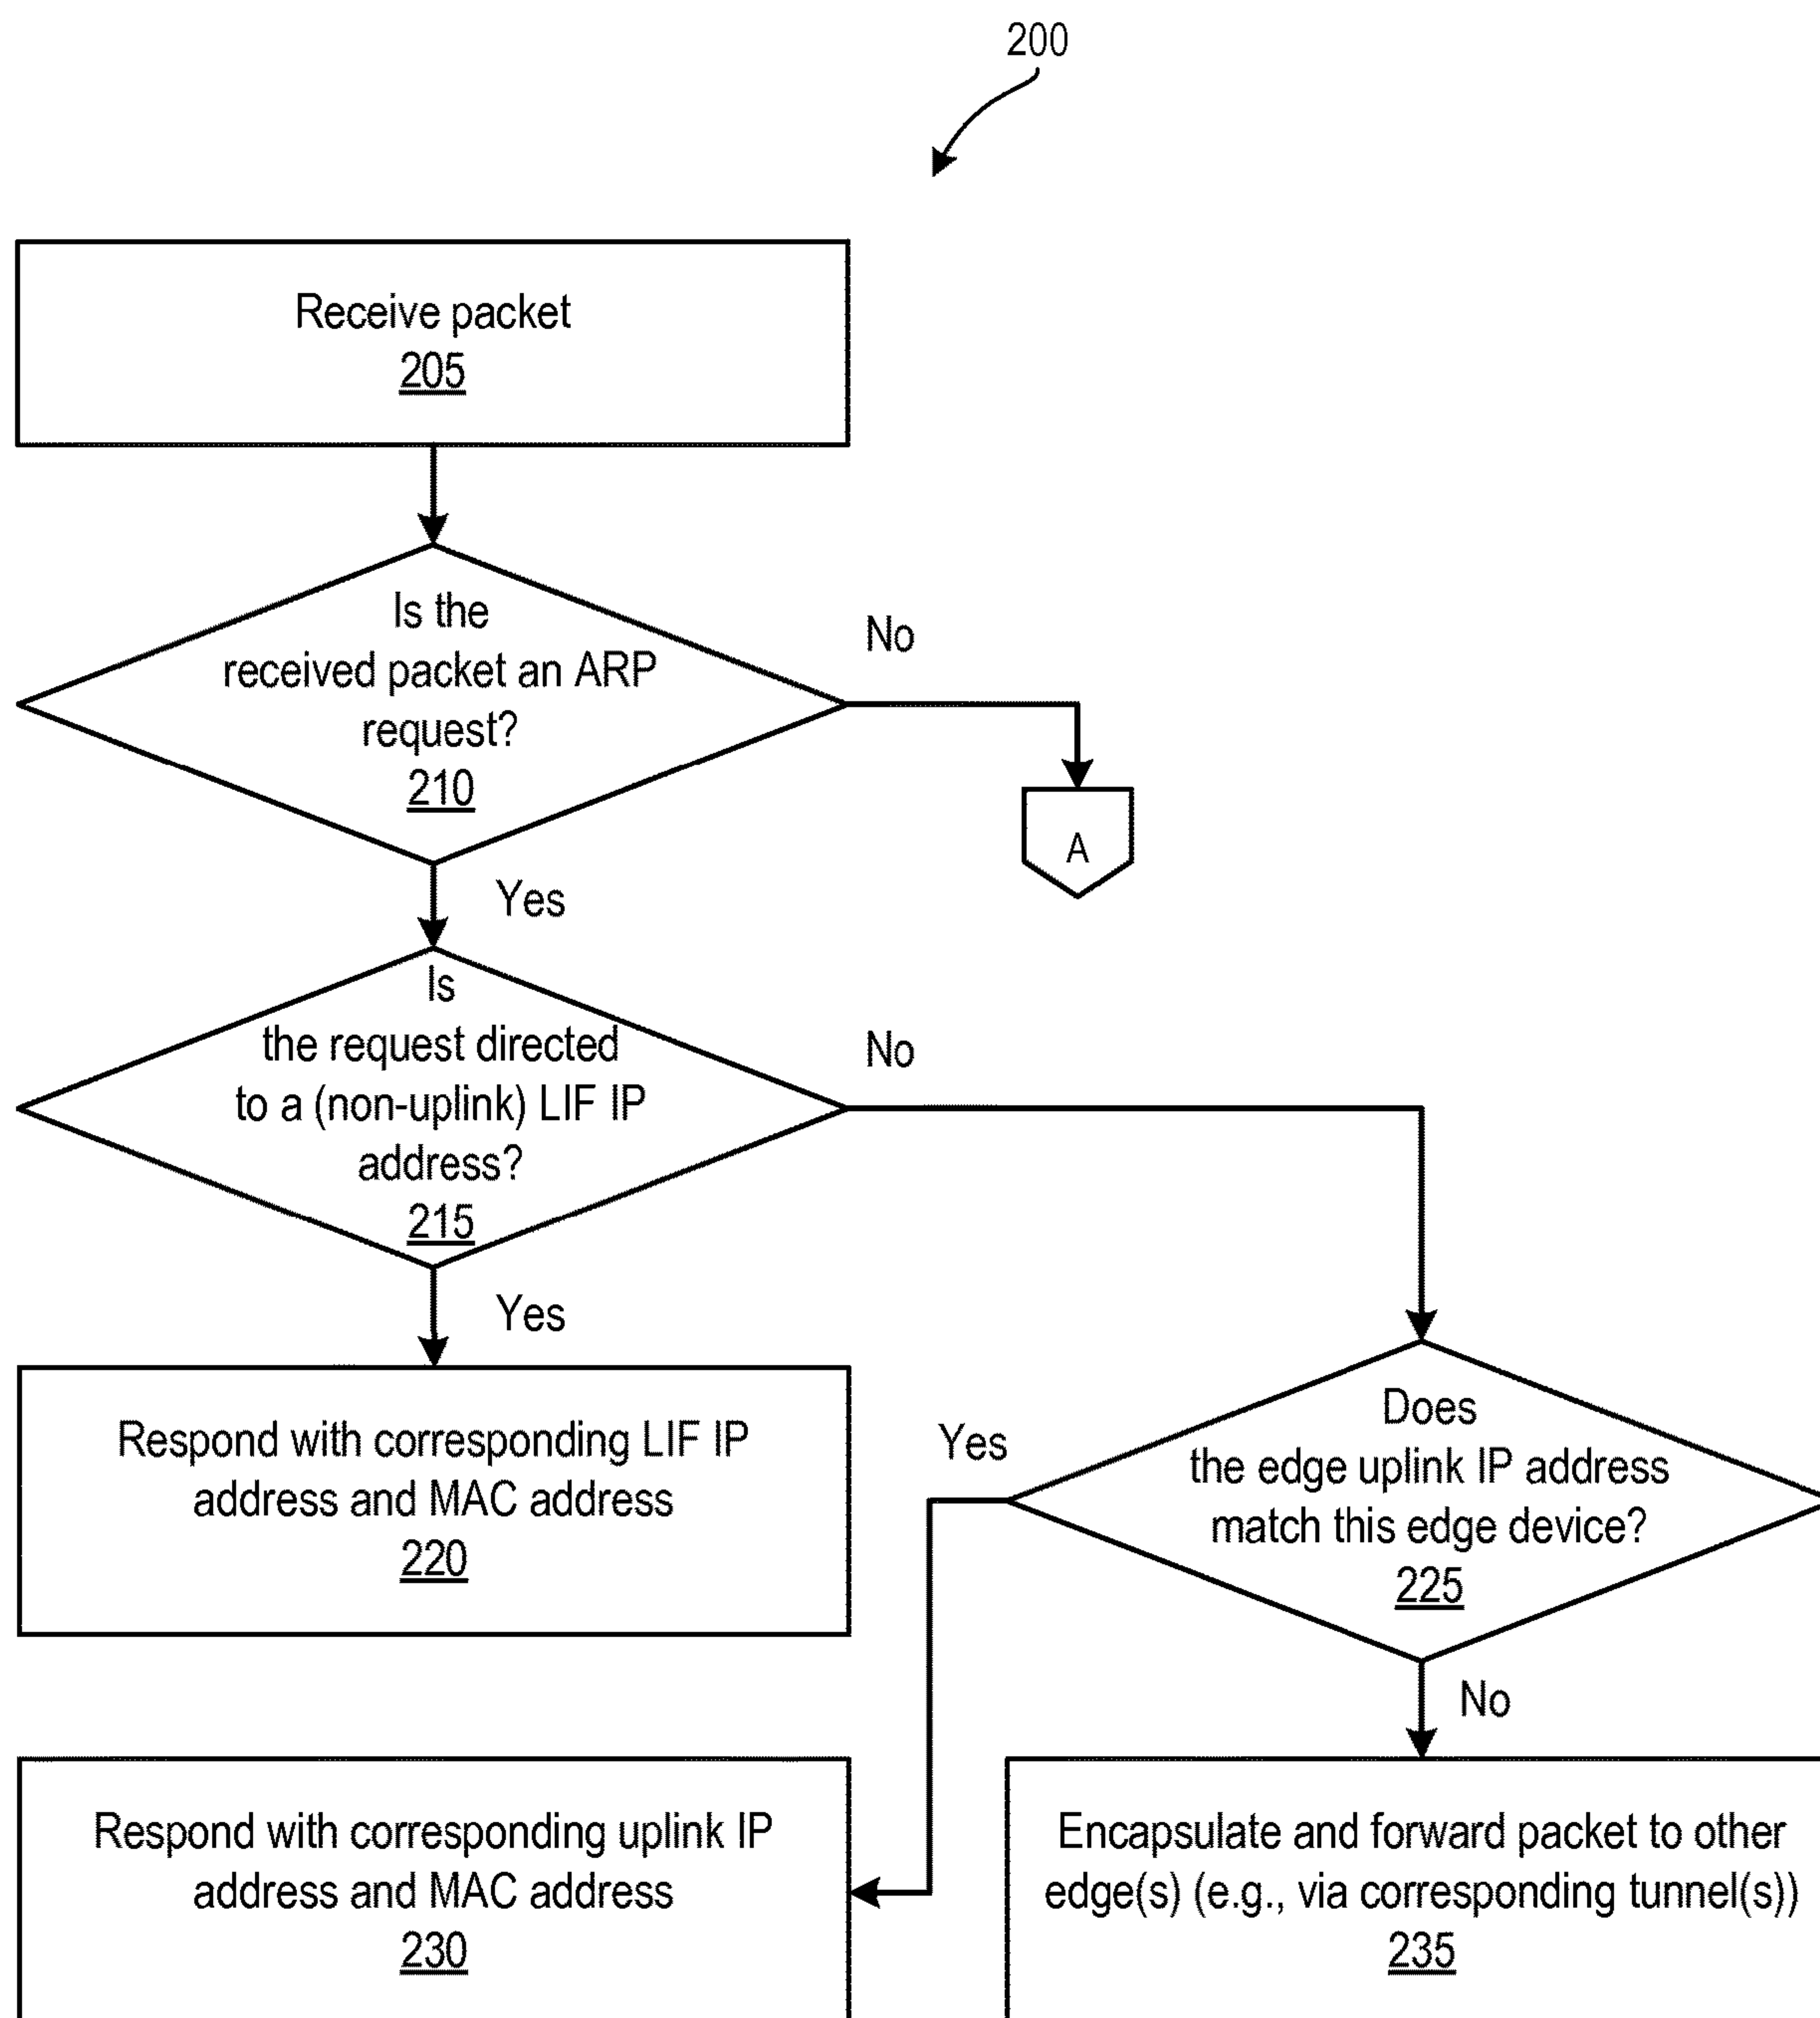 200
Receive packet
205
Is the
received packet an ARP
request?
210
No
A
Yes
Is
the request directed
to a (non-uplink) LIF IP
address?
215
No
Yes
Respond with corresponding LIF IP
address and MAC address
220
Does
the edge uplink IP address
match this edge device?
225
Yes
No
Respond with corresponding uplink IP
address and MAC address
230
Encapsulate and forward packet to other
edge(s) (e.g., via corresponding tunnel(s))
235